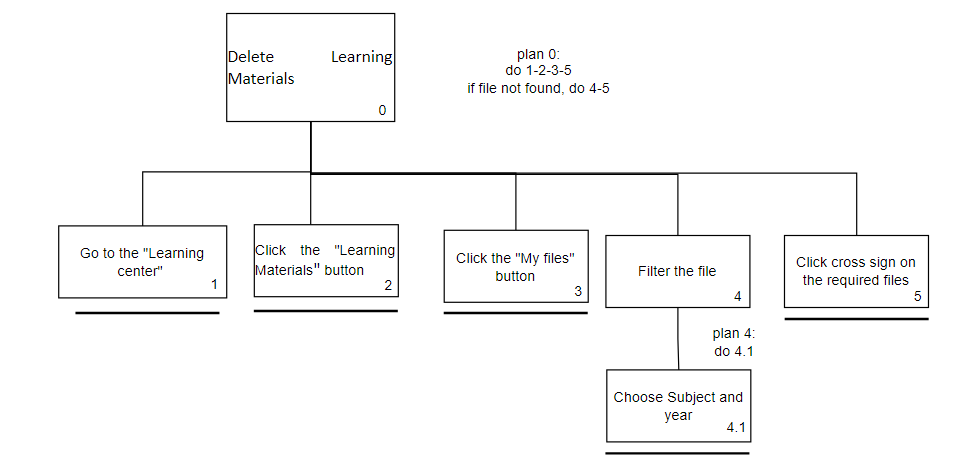 Delete Learning
Materials
0
plan 0:
do 1-2-3-5
if file not found, do 4-5
Go to the "Learning
center"
1
Click the "Learning
Materials" button
2
Click the "My files"
button
3
Filter the file
4
Click cross sign on
the required files
5
plan 4:
do 4.1
Choose Subject and
year
4.1